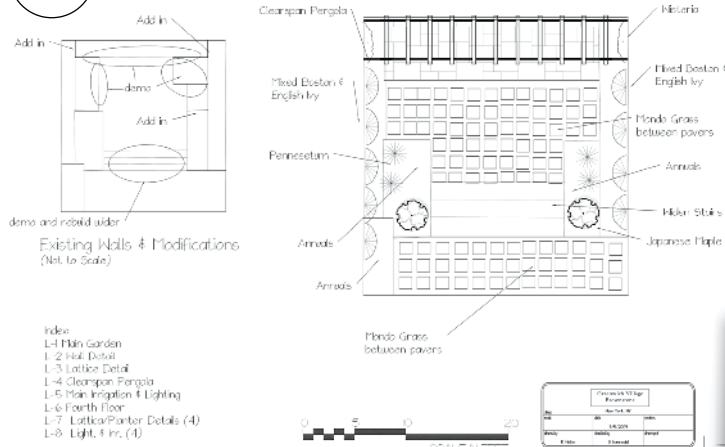 Add in
Add in
demo
Add in
demo and rebuild wider
Existing Walls & Modifications
(Not to Scale)
Clearspan Pergola
Wisteria
Mixed Boston &
English Ivy
Mixed Boston &
English Ivy
Mondo Grass
between pavers
Pennesetum
Annuals
Wider Stairs
Japanese Maple
Annuals
Annuals
Mondo Grass
between pavers
Index
L-1 Main Garden
L-2 Wall Detail
L-3 Lattice Detail
L-4 Clearspan Pergola
L-5 Main Irrigation & Lighting
L-6 Fourth Floor
L-7 Lattice/Planter Details (4)
L-8 Light. & Irr. (4)
0 5 10 20
Greenwich Village